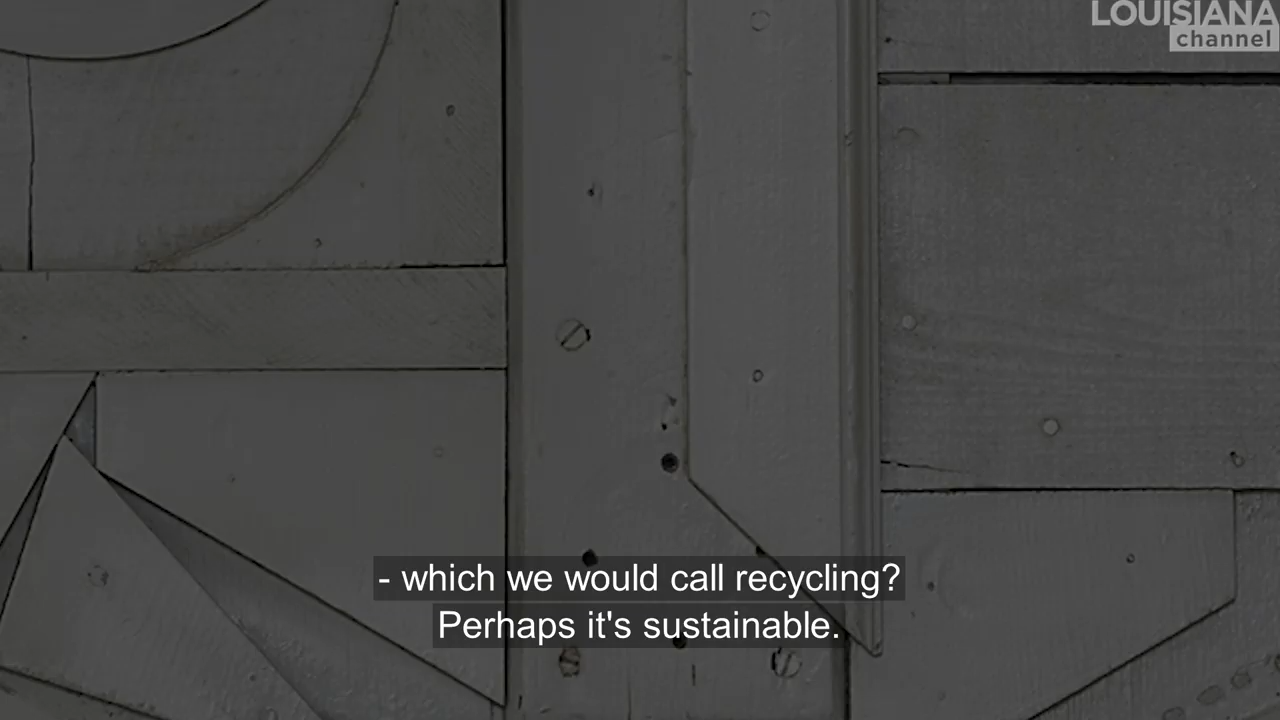 LOUISIANA
channel
- which we would call recycling?
Perhaps it's sustainable.